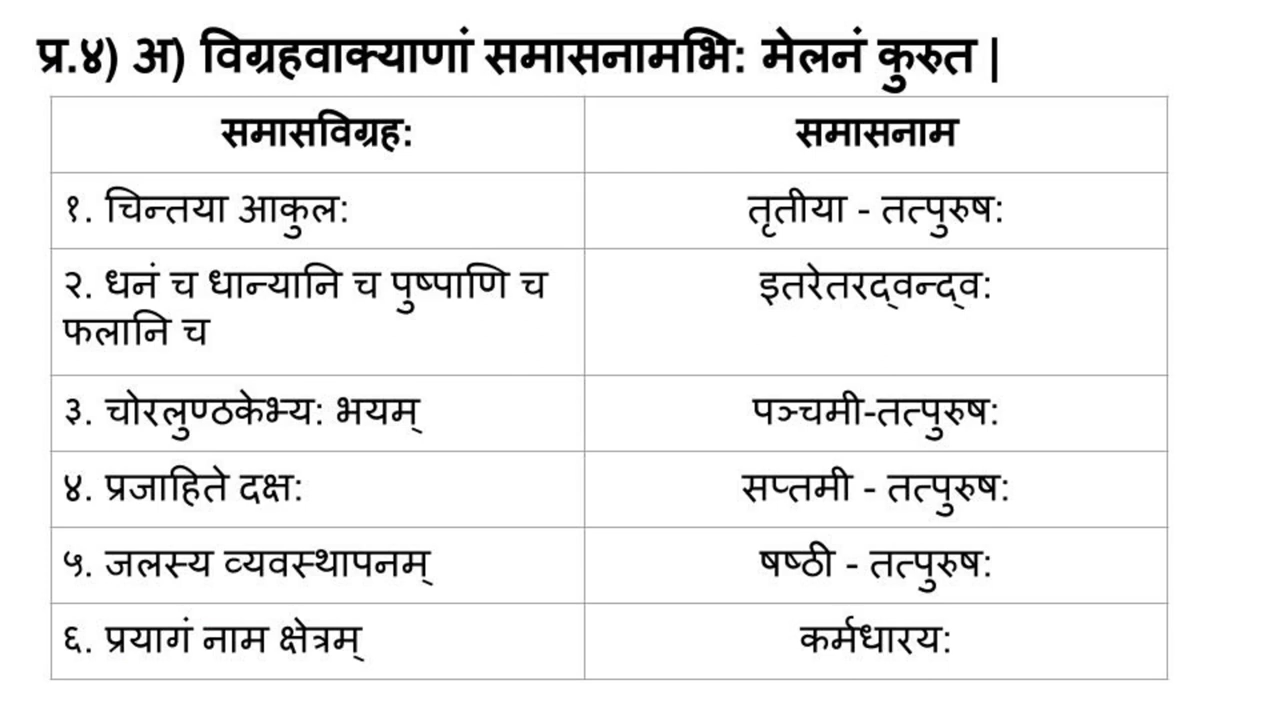 प्र.४) अ) विग्रहवाक्याणां समासनामभि: मेलनं कुरुत |
समासविग्रह: समासनाम
१. चिन्तया आकुल: तृतीया - तत्पुरुष:
२. धनं च धान्यानि च पुष्पाणि च इतरेतरद्वन्द्व:
फलानि च
३. चोरलुण्ठकेभ्य: भयम् पञ्चमी-तत्पुरुष:
४. प्रजाहिते दक्ष: सप्तमी - तत्पुरुष:
५. जलस्य व्यवस्थापनम् षष्ठी - तत्पुरुष:
६. प्रयागं नाम क्षेत्रम् कर्मधारय: